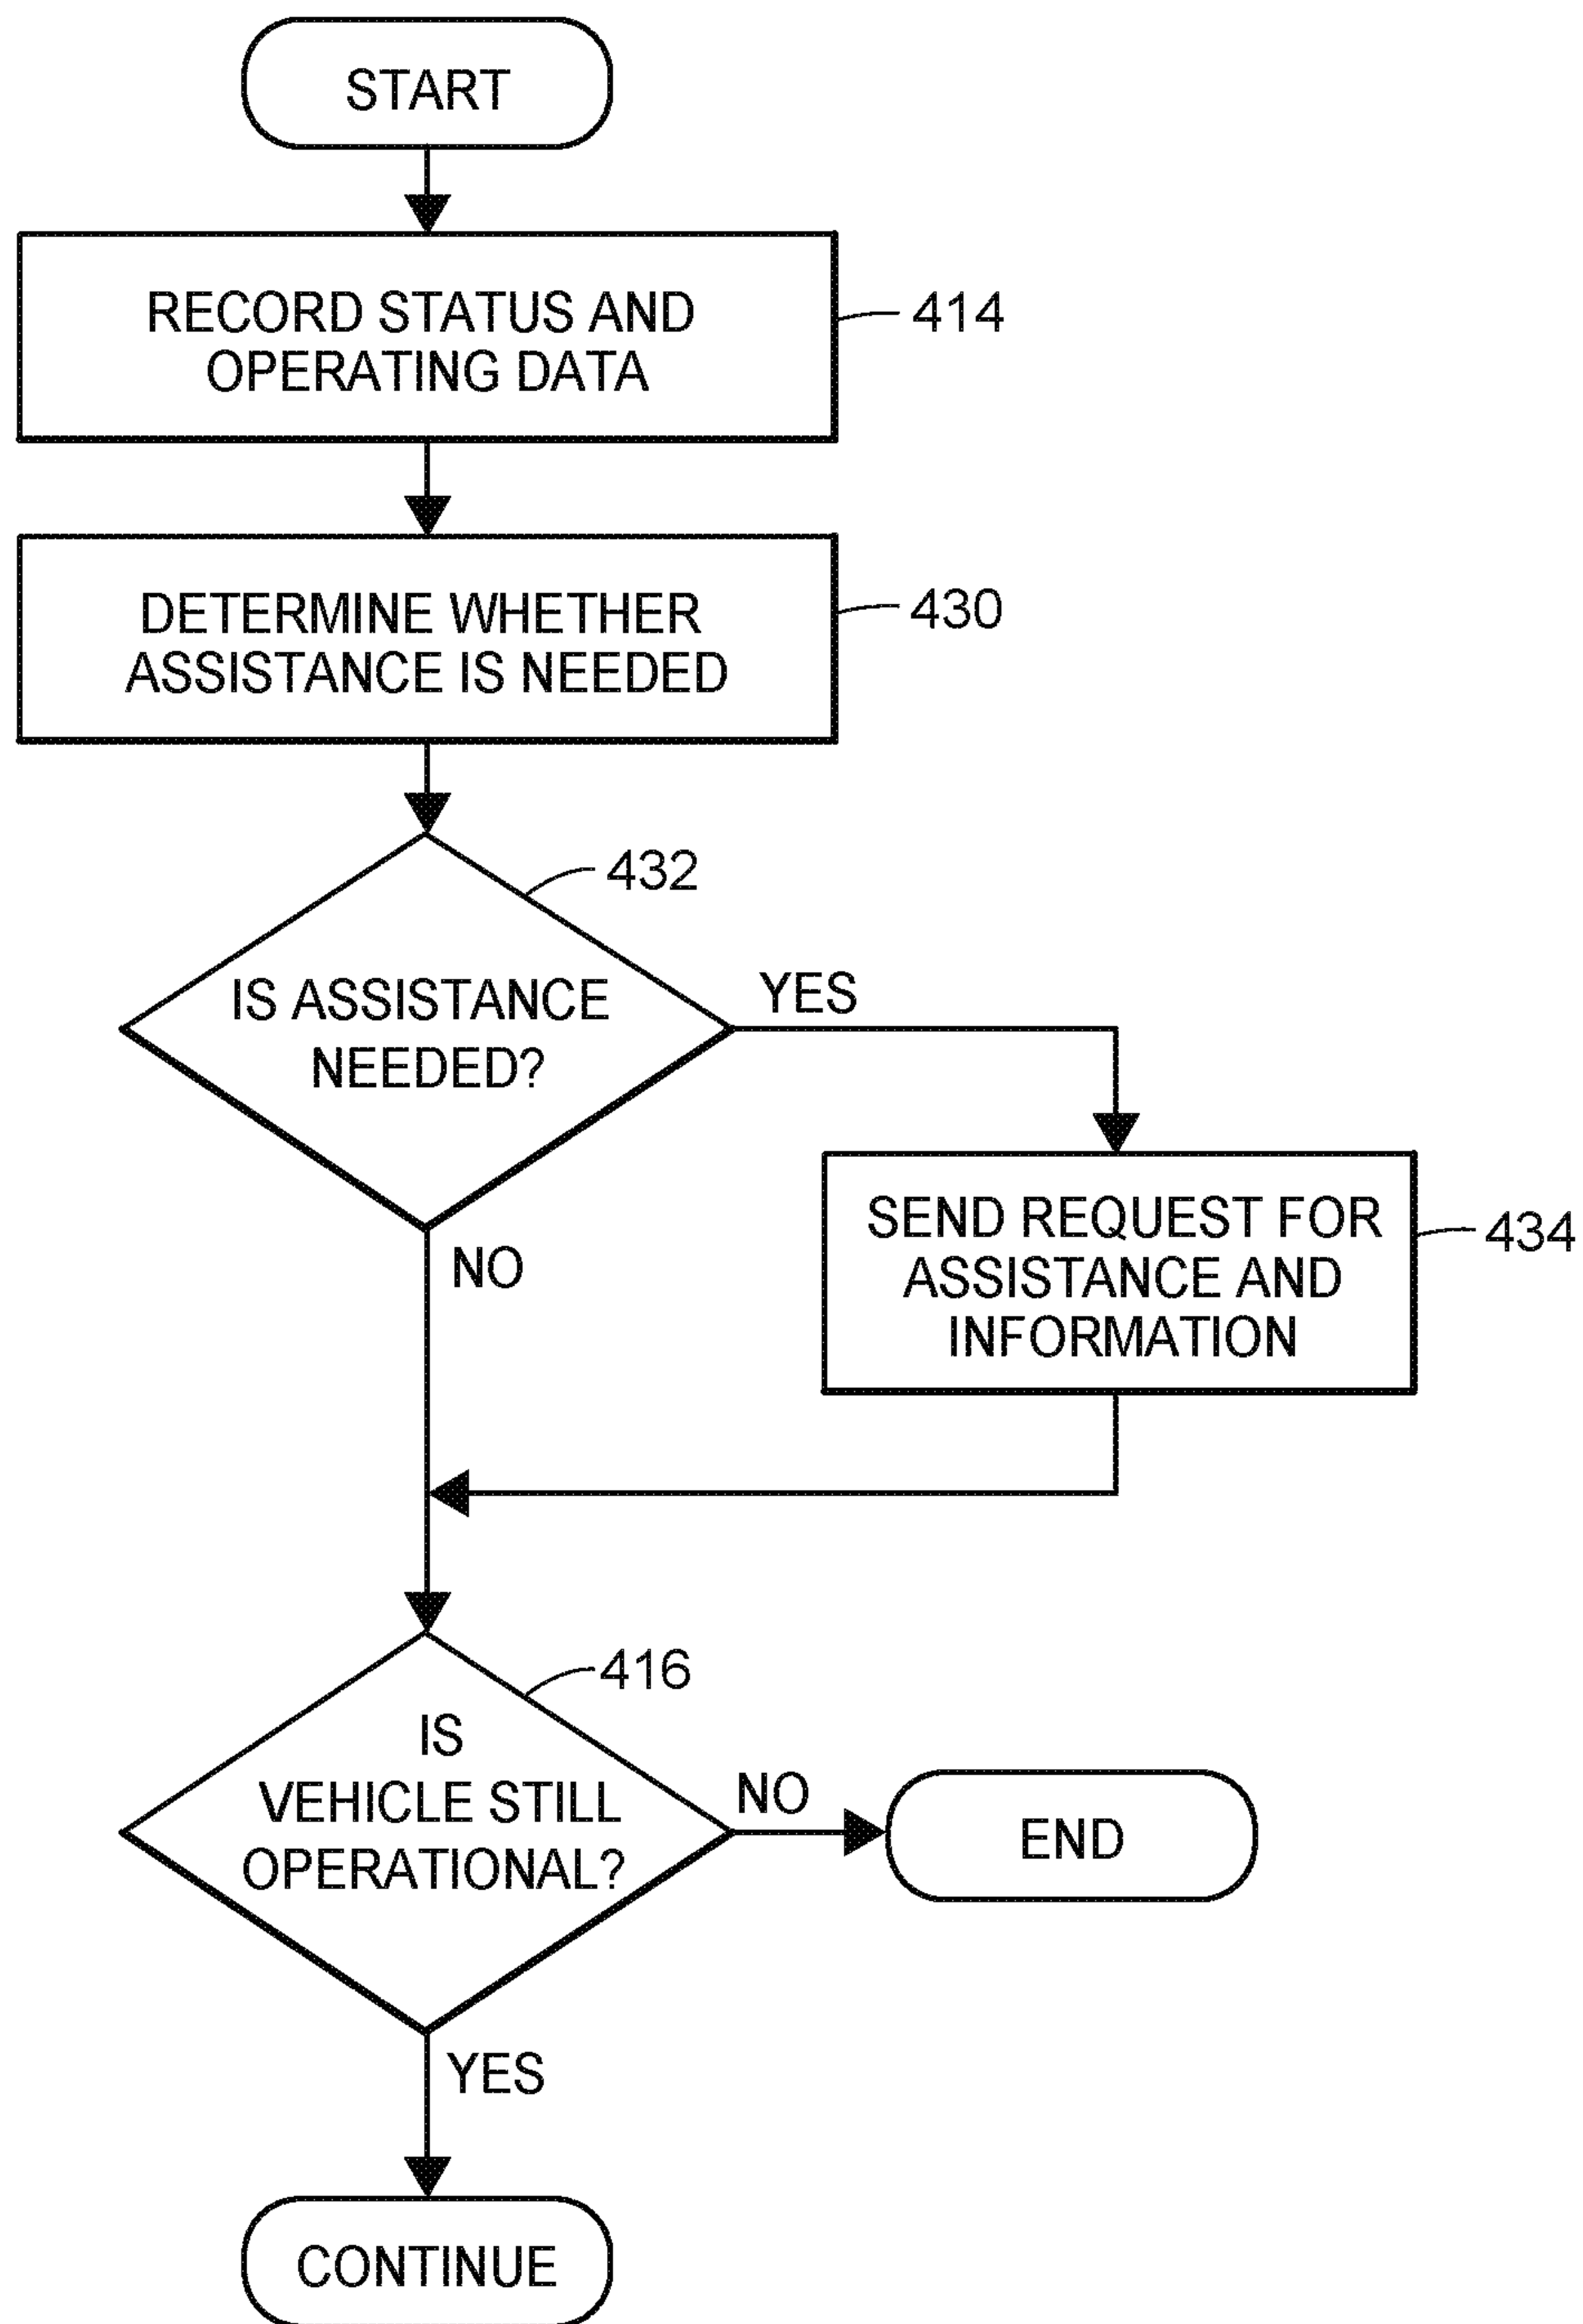 START
RECORD STATUS AND
OPERATING DATA
414
DETERMINE WHETHER
ASSISTANCE IS NEEDED
430
432
IS ASSISTANCE
NEEDED?
YES
NO
SEND REQUEST FOR
ASSISTANCE AND
INFORMATION
434
416
IS
VEHICLE STILL
OPERATIONAL?
NO
END
YES
CONTINUE